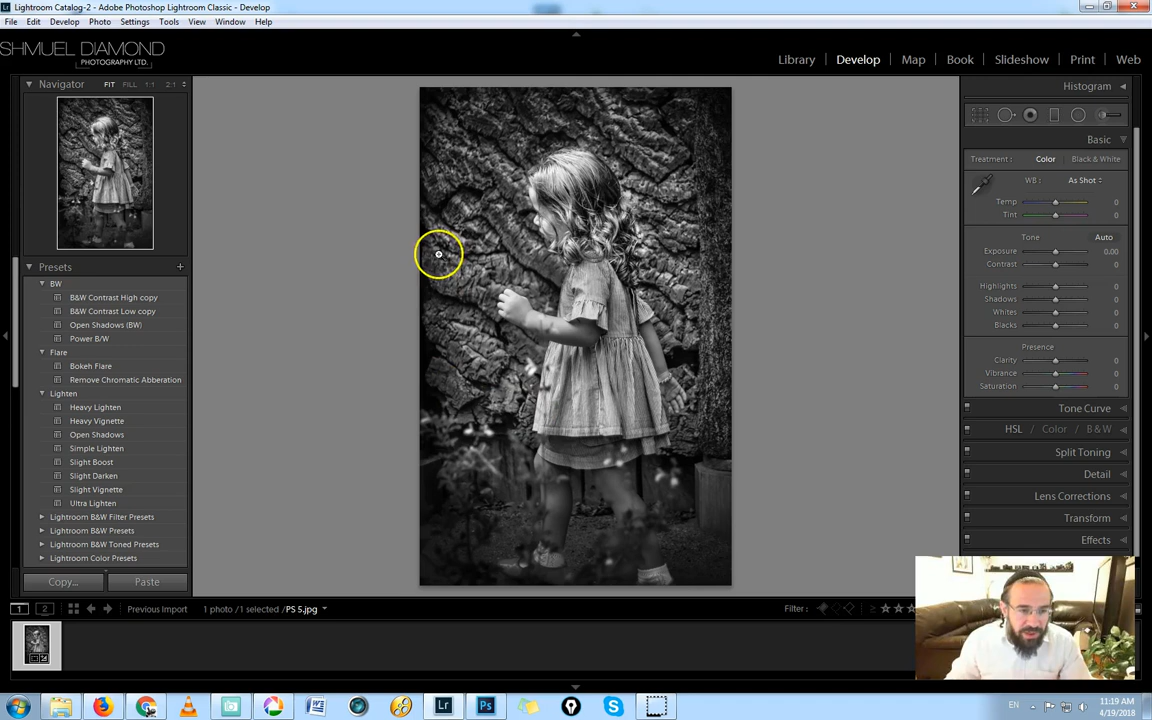 Lightroom Catalog-2 - Adobe Photoshop Lightroom Classic - Develop
File Edit Develop Photo Settings Tools View Window Help
SHMUEL DIAMOND
PHOTOGRAPHY LTD.
Library Develop Map Book Slideshow Print Web
Navigator FIT FILL 1:1 2:1
Histogram
Basic
Treatment : Color Black & White
WB : As Shot
Temp 0
Tint 0
Tone Auto
Exposure 0.00
Contrast 0
Highlights 0
Shadows 0
Whites 0
Blacks 0
Presence
Clarity 0
Vibrance 0
Saturation 0
Tone Curve
HSL / Color / B & W
Split Toning
Detail
Lens Corrections
Transform
Effects
Presets +
BW
B&W Contrast High copy
B&W Contrast Low copy
Open Shadows (BW)
Power B/W
Flare
Bokeh Flare
Remove Chromatic Abberation
Lighten
Heavy Lighten
Heavy Vignette
Open Shadows
Simple Lighten
Slight Boost
Slight Darken
Slight Vignette
Ultra Lighten
Lightroom B&W Filter Presets
Lightroom B&W Presets
Lightroom B&W Toned Presets
Lightroom Color Presets
Copy... Paste
1 2 Previous Import 1 photo / 1 selected / PS 5.jpg Filter :
EN 11:19 AM
4/19/2018